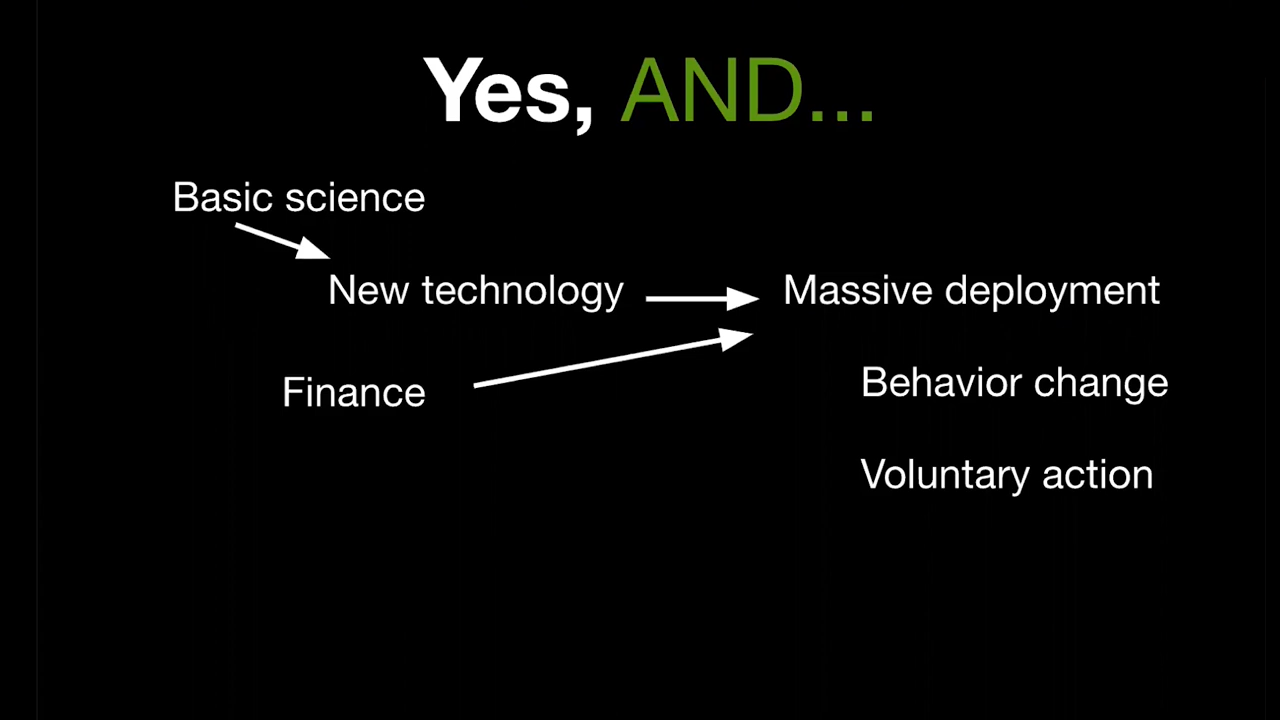 Yes, AND...
Basic science
New technology
Massive deployment
Finance
Behavior change
Voluntary action